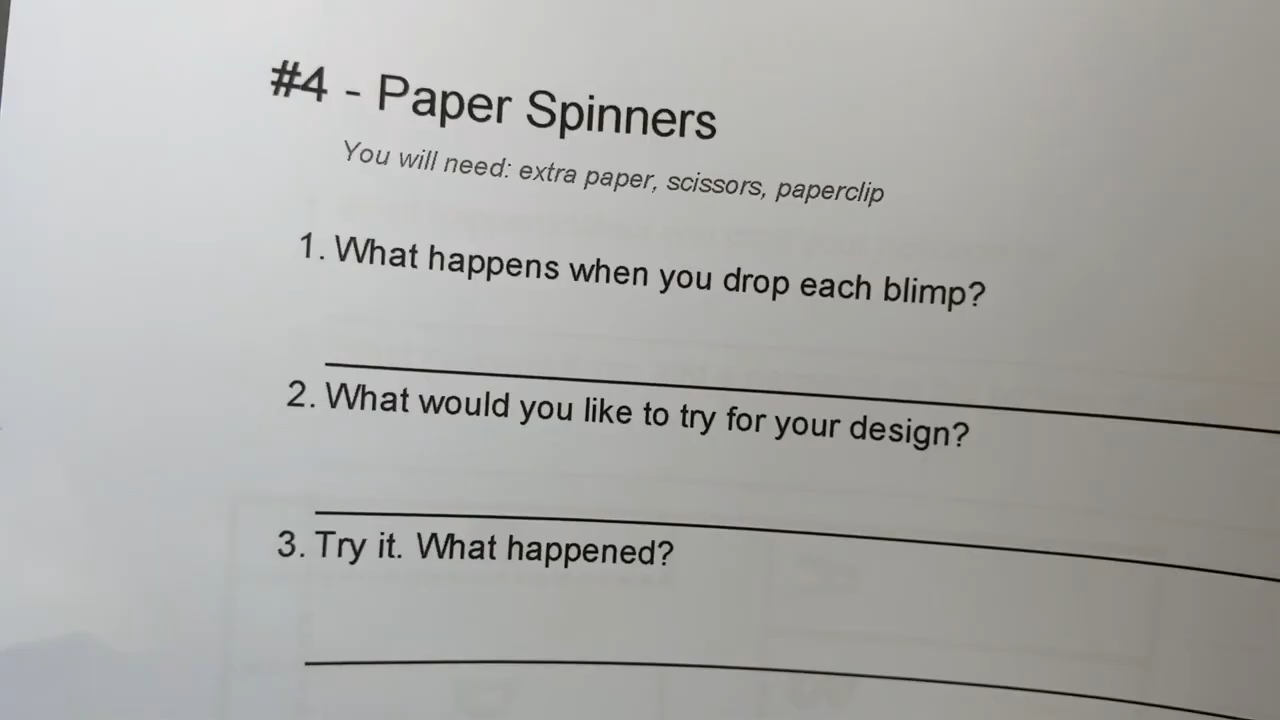 #4 - Paper Spinners
You will need: extra paper, scissors, paperclip
1. What happens when you drop each blimp?
2. What would you like to try for your design?
3. Try it. What happened?